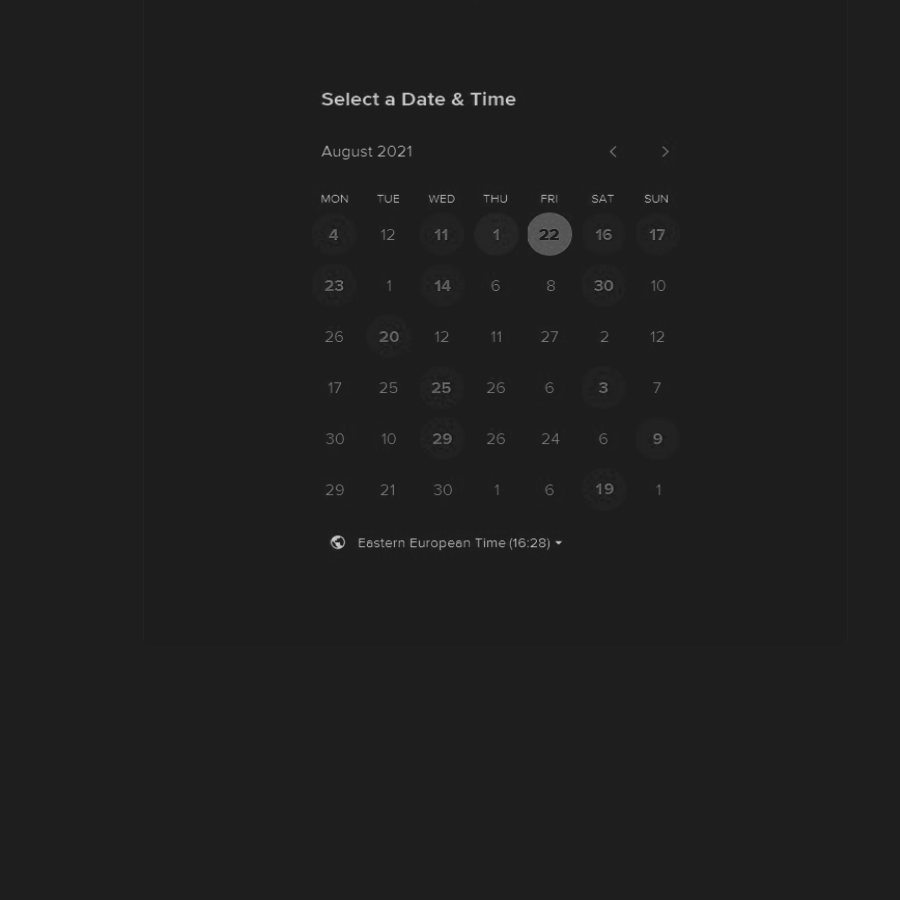 Select a Date & Time
August 2021
MON TUE WED THU FRI SAT SUN
4 12 11 1 22 16 17
23 1 14 6 8 30 10
26 20 12 11 27 2 12
17 25 25 26 6 3 7
30 10 29 26 24 6 9
29 21 30 1 6 19 1
Eastern European Time (16:28)